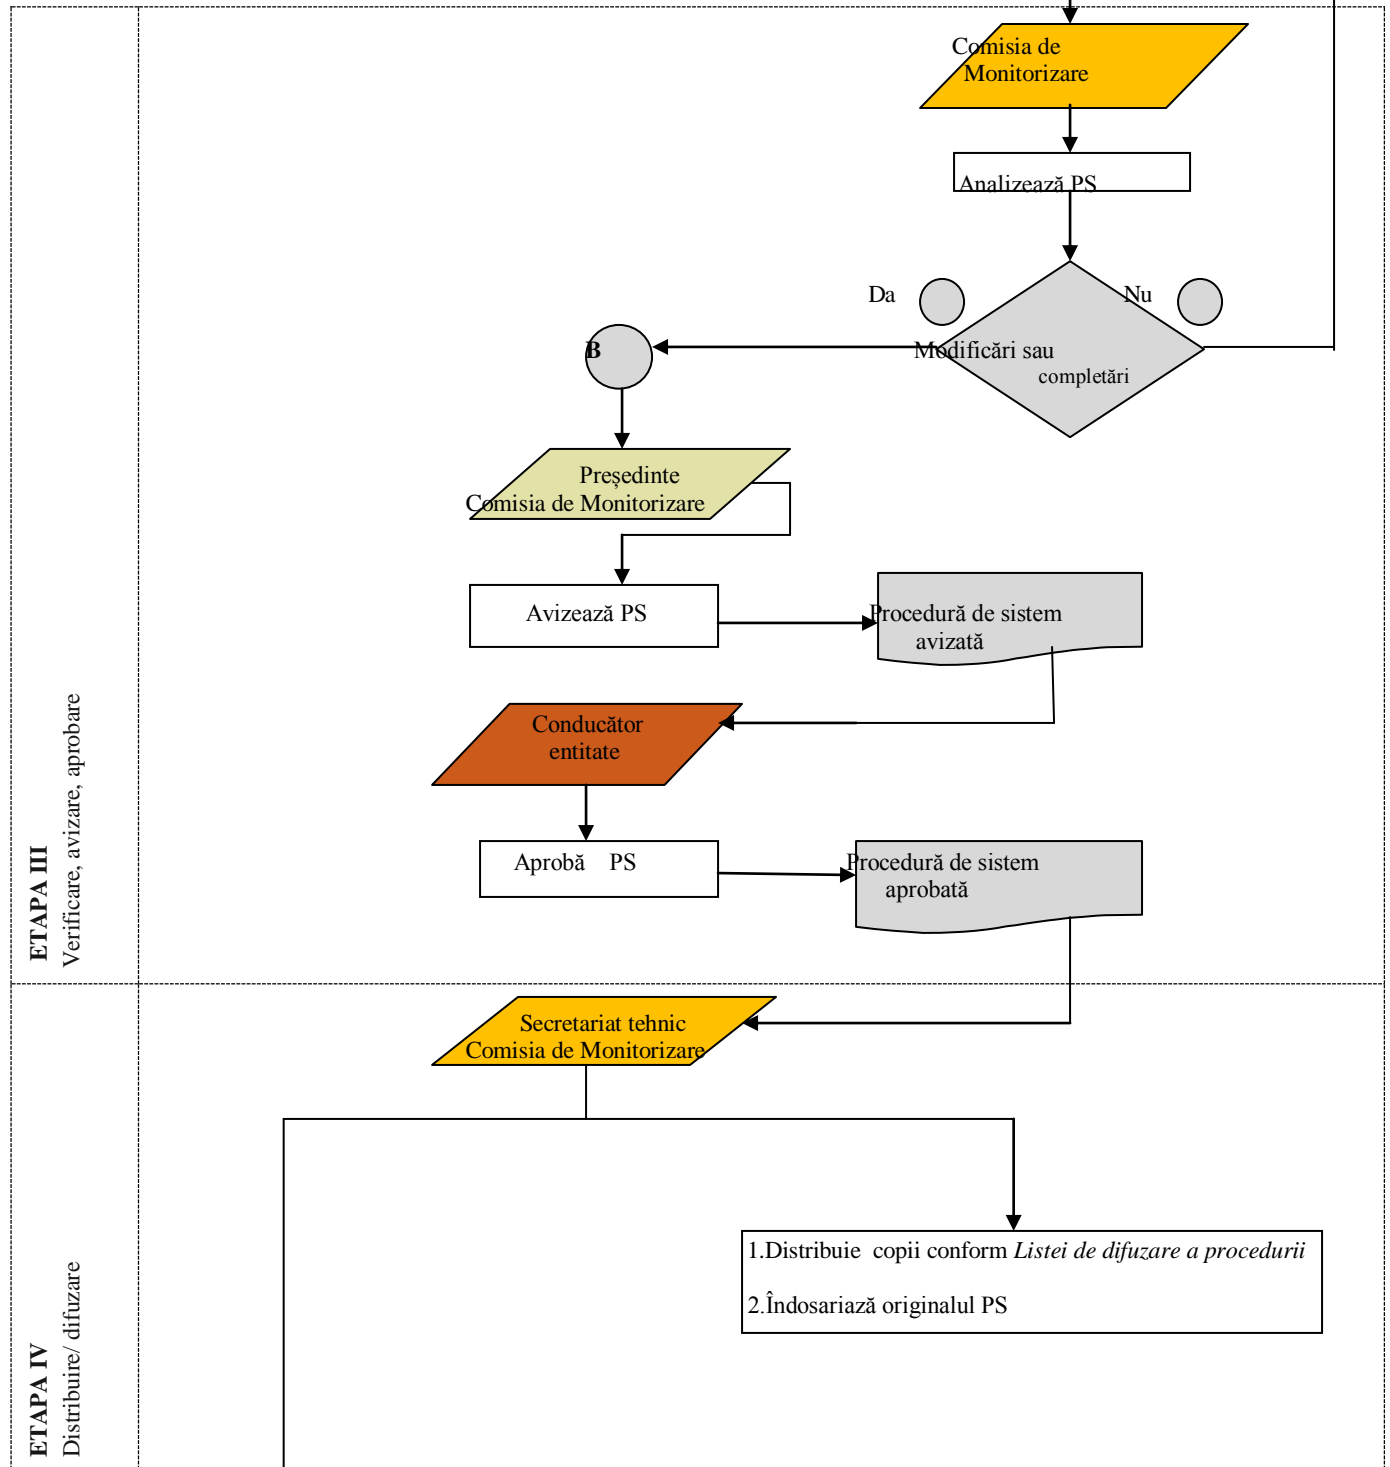 Comisia de
Monitorizare
Analizează PS
Da
Nu
B
Modificări sau
completări
Președinte
Comisia de Monitorizare
Avizează PS
Procedură de sistem
avizată
Conducător
entitate
Aprobă PS
Procedură de sistem
aprobată
ETAPA III
Verificare, avizare, aprobare
Secretariat tehnic
Comisia de Monitorizare
1.Distribuie copii conform Listei de difuzare a procedurii
2.Îndosariază originalul PS
ETAPA IV
Distribuire/ difuzare